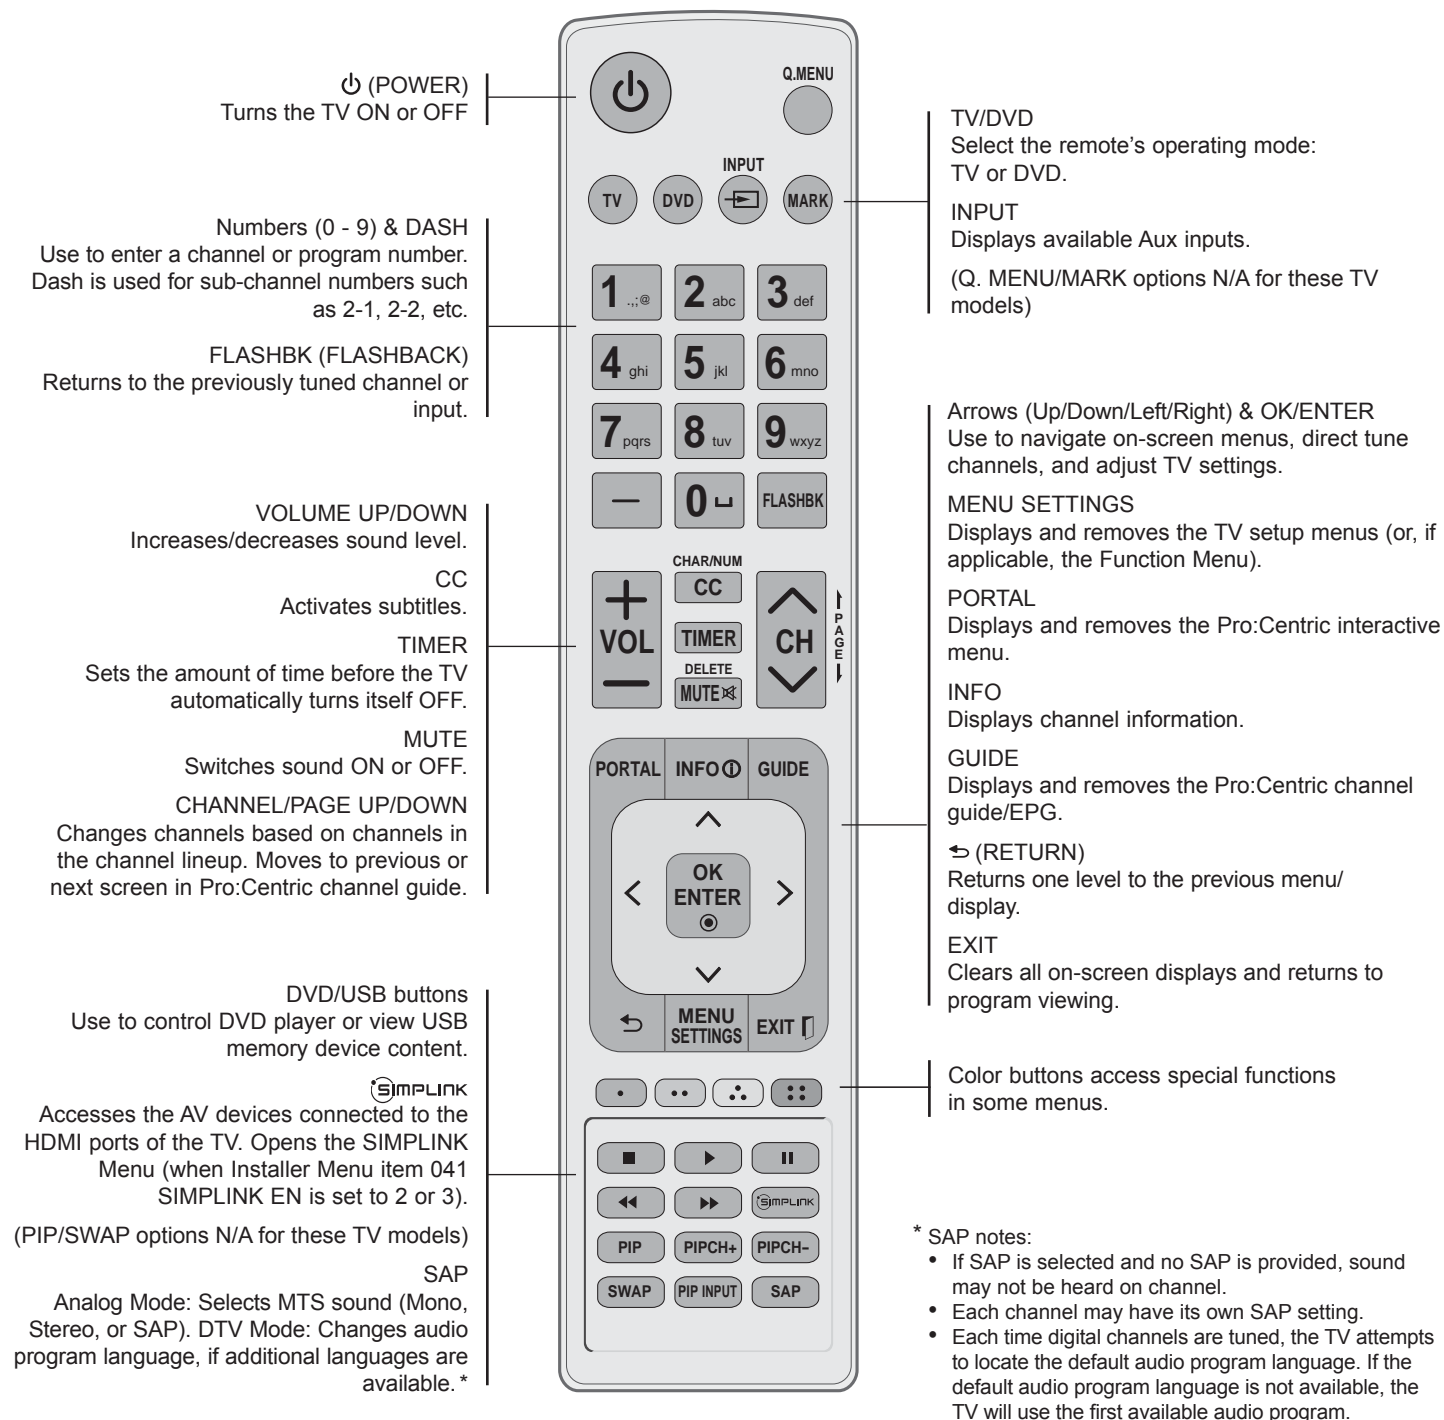 (POWER)
Turns the TV ON or OFF
Numbers (0 - 9) & DASH
Use to enter a channel or program number.
Dash is used for sub-channel numbers such
as 2-1, 2-2, etc.
FLASHBK (FLASHBACK)
Returns to the previously tuned channel or
input.
VOLUME UP/DOWN
Increases/decreases sound level.
CC
Activates subtitles.
TIMER
Sets the amount of time before the TV
automatically turns itself OFF.
MUTE
Switches sound ON or OFF.
CHANNEL/PAGE UP/DOWN
Changes channels based on channels in
the channel lineup. Moves to previous or
next screen in Pro:Centric channel guide.
DVD/USB buttons
Use to control DVD player or view USB
memory device content.
SIMPLINK
Accesses the AV devices connected to the
HDMI ports of the TV. Opens the SIMPLINK
Menu (when Installer Menu item 041
SIMPLINK EN is set to 2 or 3).
(PIP/SWAP options N/A for these TV models)
SAP
Analog Mode: Selects MTS sound (Mono,
Stereo, or SAP). DTV Mode: Changes audio
program language, if additional languages are
available. *
Q.MENU
INPUT
TV DVD MARK
1 .,;@ 2 abc 3 def
4 ghi 5 jkl 6 mno
7 pqrs 8 tuv 9 wxyz
— 0 FLASHBK
CHAR/NUM
CC
VOL TIMER CH
PAGE
DELETE
MUTE
PORTAL INFO GUIDE
OK
ENTER
MENU
SETTINGS
EXIT
SIMPLINK
PIP PIPCH+ PIPCH-
SWAP PIP INPUT SAP
TV/DVD
Select the remote's operating mode:
TV or DVD.
INPUT
Displays available Aux inputs.
(Q. MENU/MARK options N/A for these TV
models)
Arrows (Up/Down/Left/Right) & OK/ENTER
Use to navigate on-screen menus, direct tune
channels, and adjust TV settings.
MENU SETTINGS
Displays and removes the TV setup menus (or, if
applicable, the Function Menu).
PORTAL
Displays and removes the Pro:Centric interactive
menu.
INFO
Displays channel information.
GUIDE
Displays and removes the Pro:Centric channel
guide/EPG.
(RETURN)
Returns one level to the previous menu/
display.
EXIT
Clears all on-screen displays and returns to
program viewing.
Color buttons access special functions
in some menus.
* SAP notes:
• If SAP is selected and no SAP is provided, sound
may not be heard on channel.
• Each channel may have its own SAP setting.
• Each time digital channels are tuned, the TV attempts
to locate the default audio program language. If the
default audio program language is not available, the
TV will use the first available audio program.